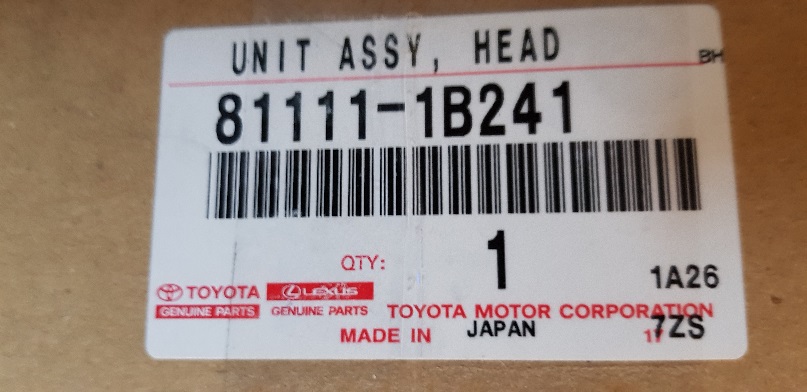 UNIT ASSY, HEAD
BH
81111-1B241
QTY: 1
1A26
TOYOTA LEXUS
GENUINE PARTS GENUINE PARTS TOYOTA MOTOR CORPORATION
MADE IN JAPAN 7ZS